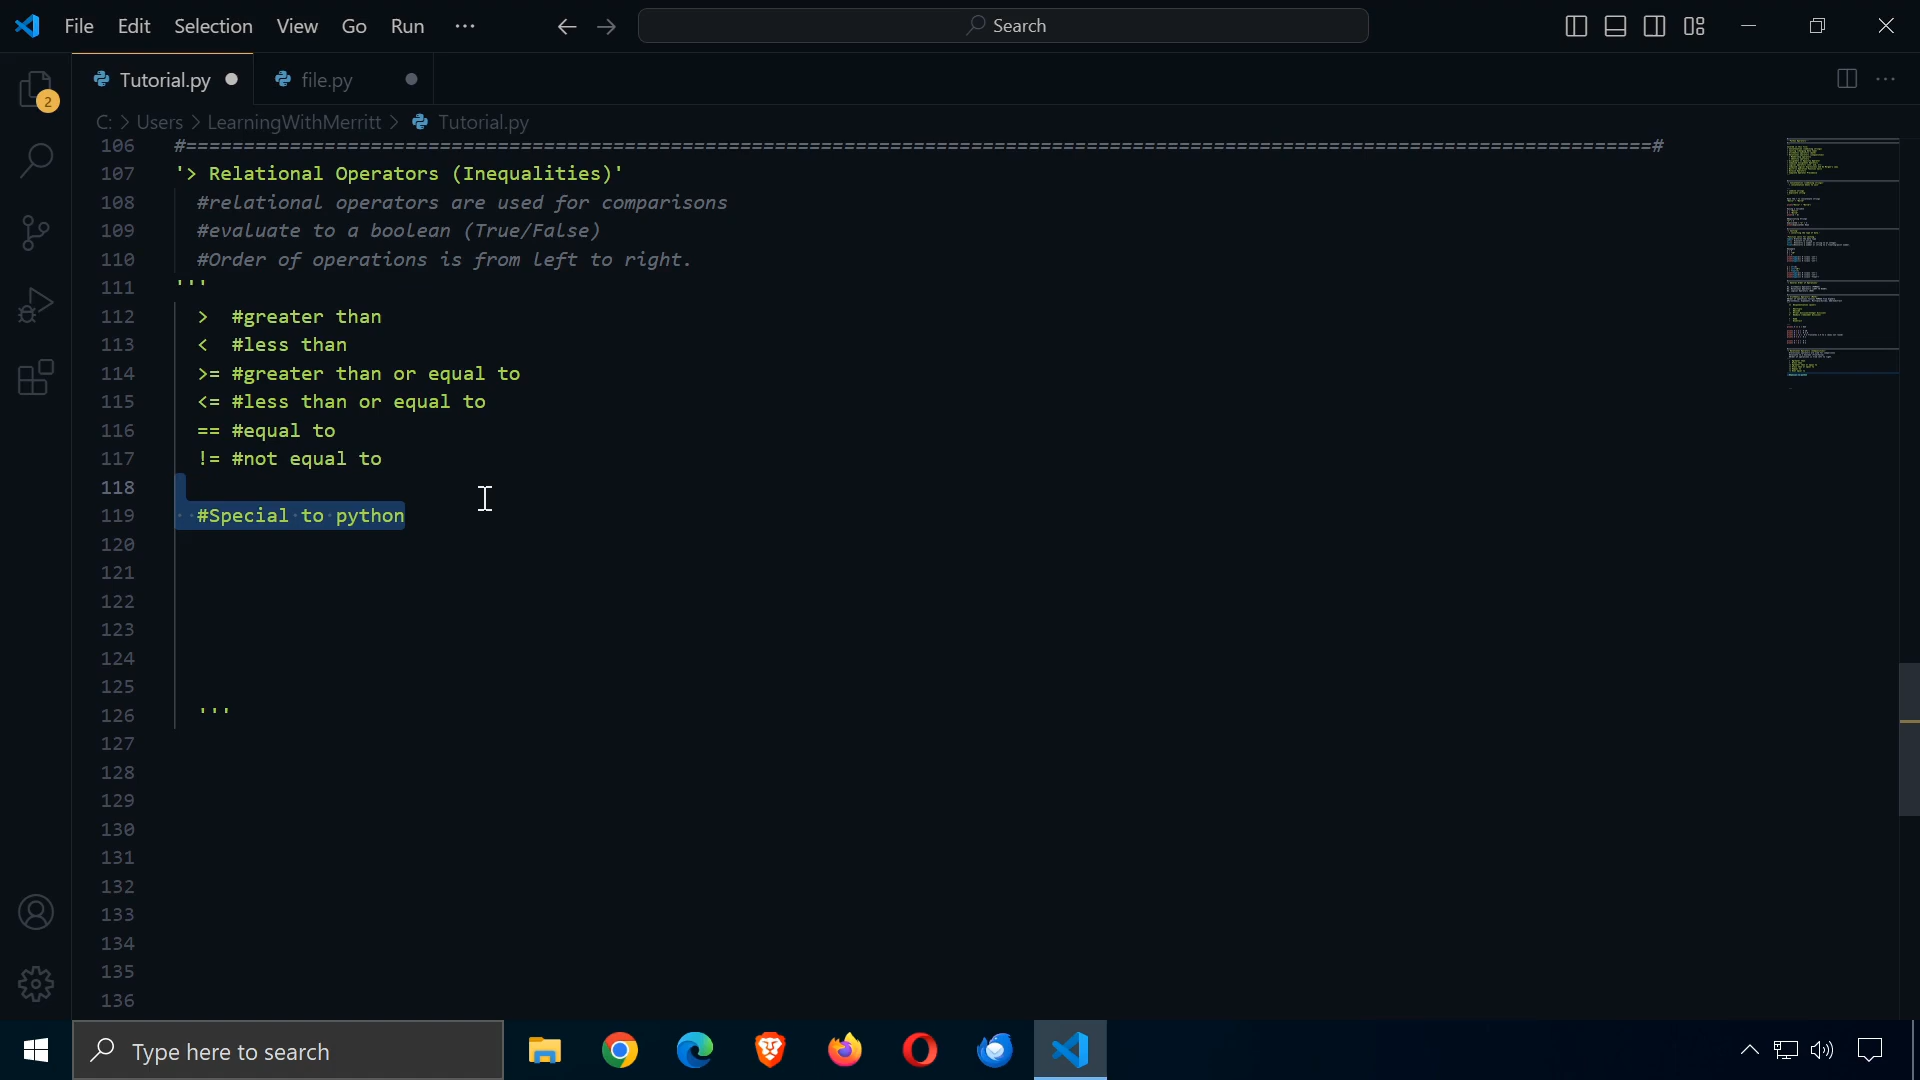 File Edit Selection View Go Run ··· Search
Tutorial.py file.py
2
C: > Users > LearningWithMerritt > Tutorial.py
106 #===============================================================================================================================#
107 '> Relational Operators (Inequalities)'
108 #relational operators are used for comparisons
109 #evaluate to a boolean (True/False)
110 #Order of operations is from left to right.
111 '''
112 > #greater than
113 < #less than
114 >= #greater than or equal to
115 <= #less than or equal to
116 == #equal to
117 != #not equal to
118
119 #Special to python
120
121
122
123
124
125
126 '''
127
128
129
130
131
132
133
134
135
136
Type here to search